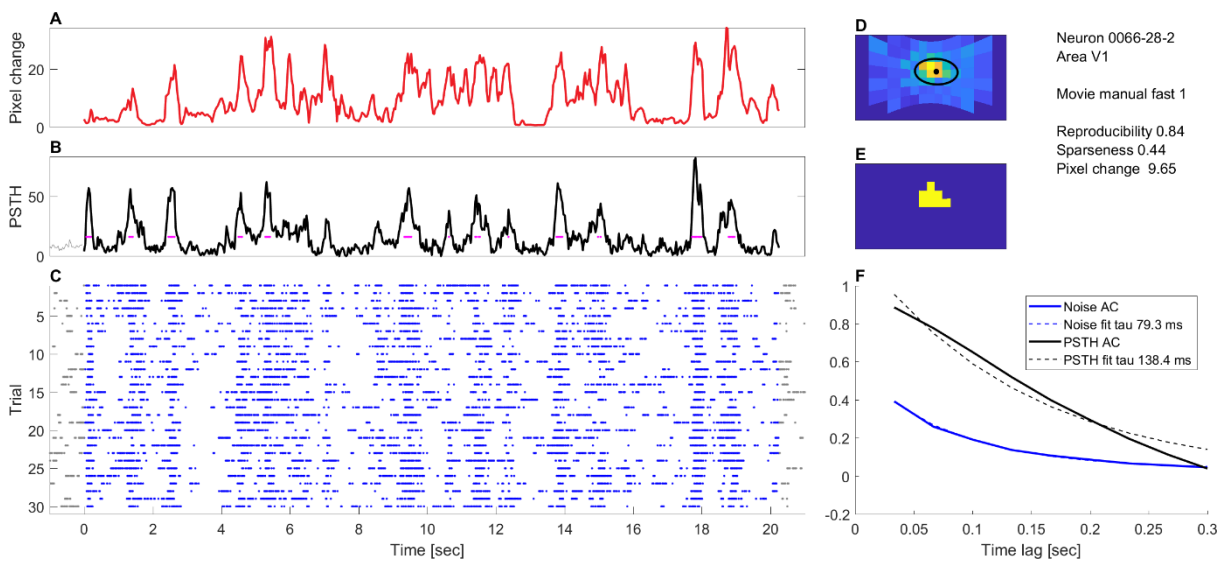 A
Pixel change
20
0
B
PSTH
50
0
C
Trial
5
10
15
20
25
30
0
2
4
6
8
10
12
14
16
18
20
Time [sec]
D
E
Neuron 0066-28-2
Area V1
Movie manual fast 1
Reproducibility 0.84
Sparseness 0.44
Pixel change 9.65
F
1
0.8
0.6
0.4
0.2
0
-0.2
Noise AC
Noise fit tau 79.3 ms
PSTH AC
PSTH fit tau 138.4 ms
0.05
0.1
0.15
0.2
0.25
0.3
Time lag [sec]